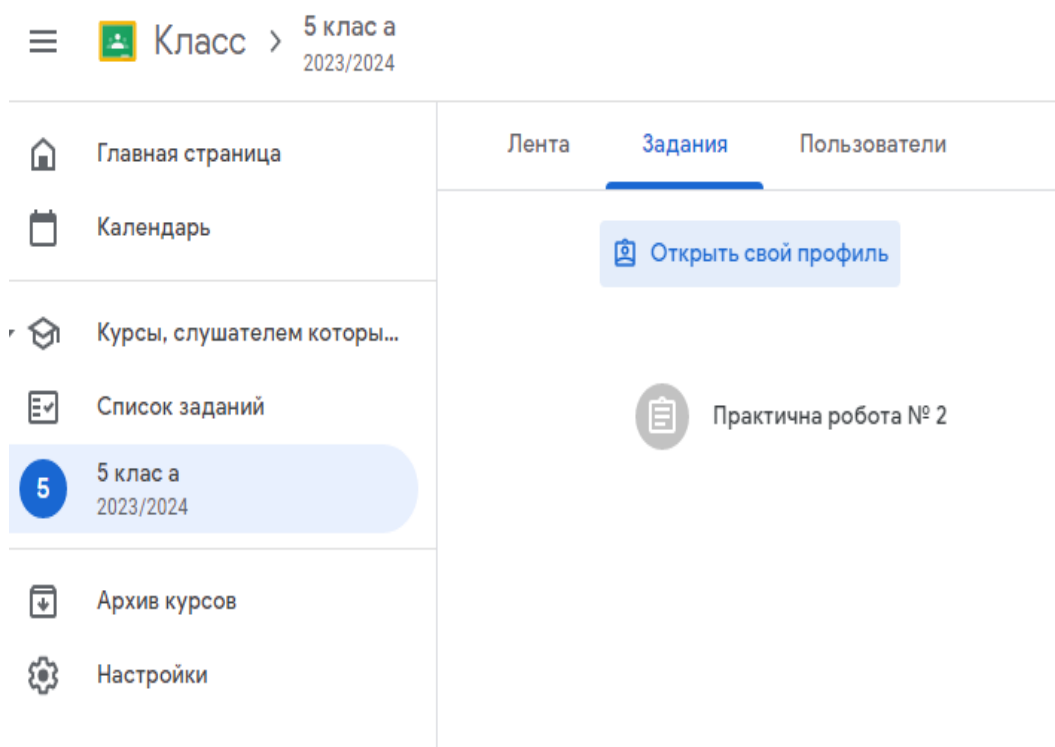 Класс
5 клас а
2023/2024
Главная страница
Календарь
Курсы, слушателем которы...
Список заданий
5
5 клас а
2023/2024
Архив курсов
Настройки
Лента Задания Пользователи
Открыть свой профиль
Практична робота № 2